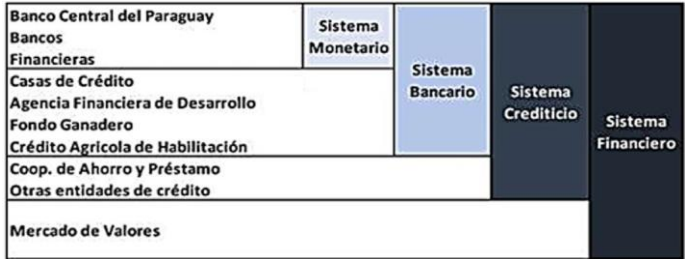 Banco Central del Paraguay
Bancos
Financieras
Sistema
Monetario
Casas de Crédito
Agencia Financiera de Desarrollo
Fondo Ganadero
Crédito Agricola de Habilitación
Sistema
Bancario
Coop. de Ahorro y Préstamo
Otras entidades de crédito
Sistema
Crediticio
Mercado de Valores
Sistema
Financiero